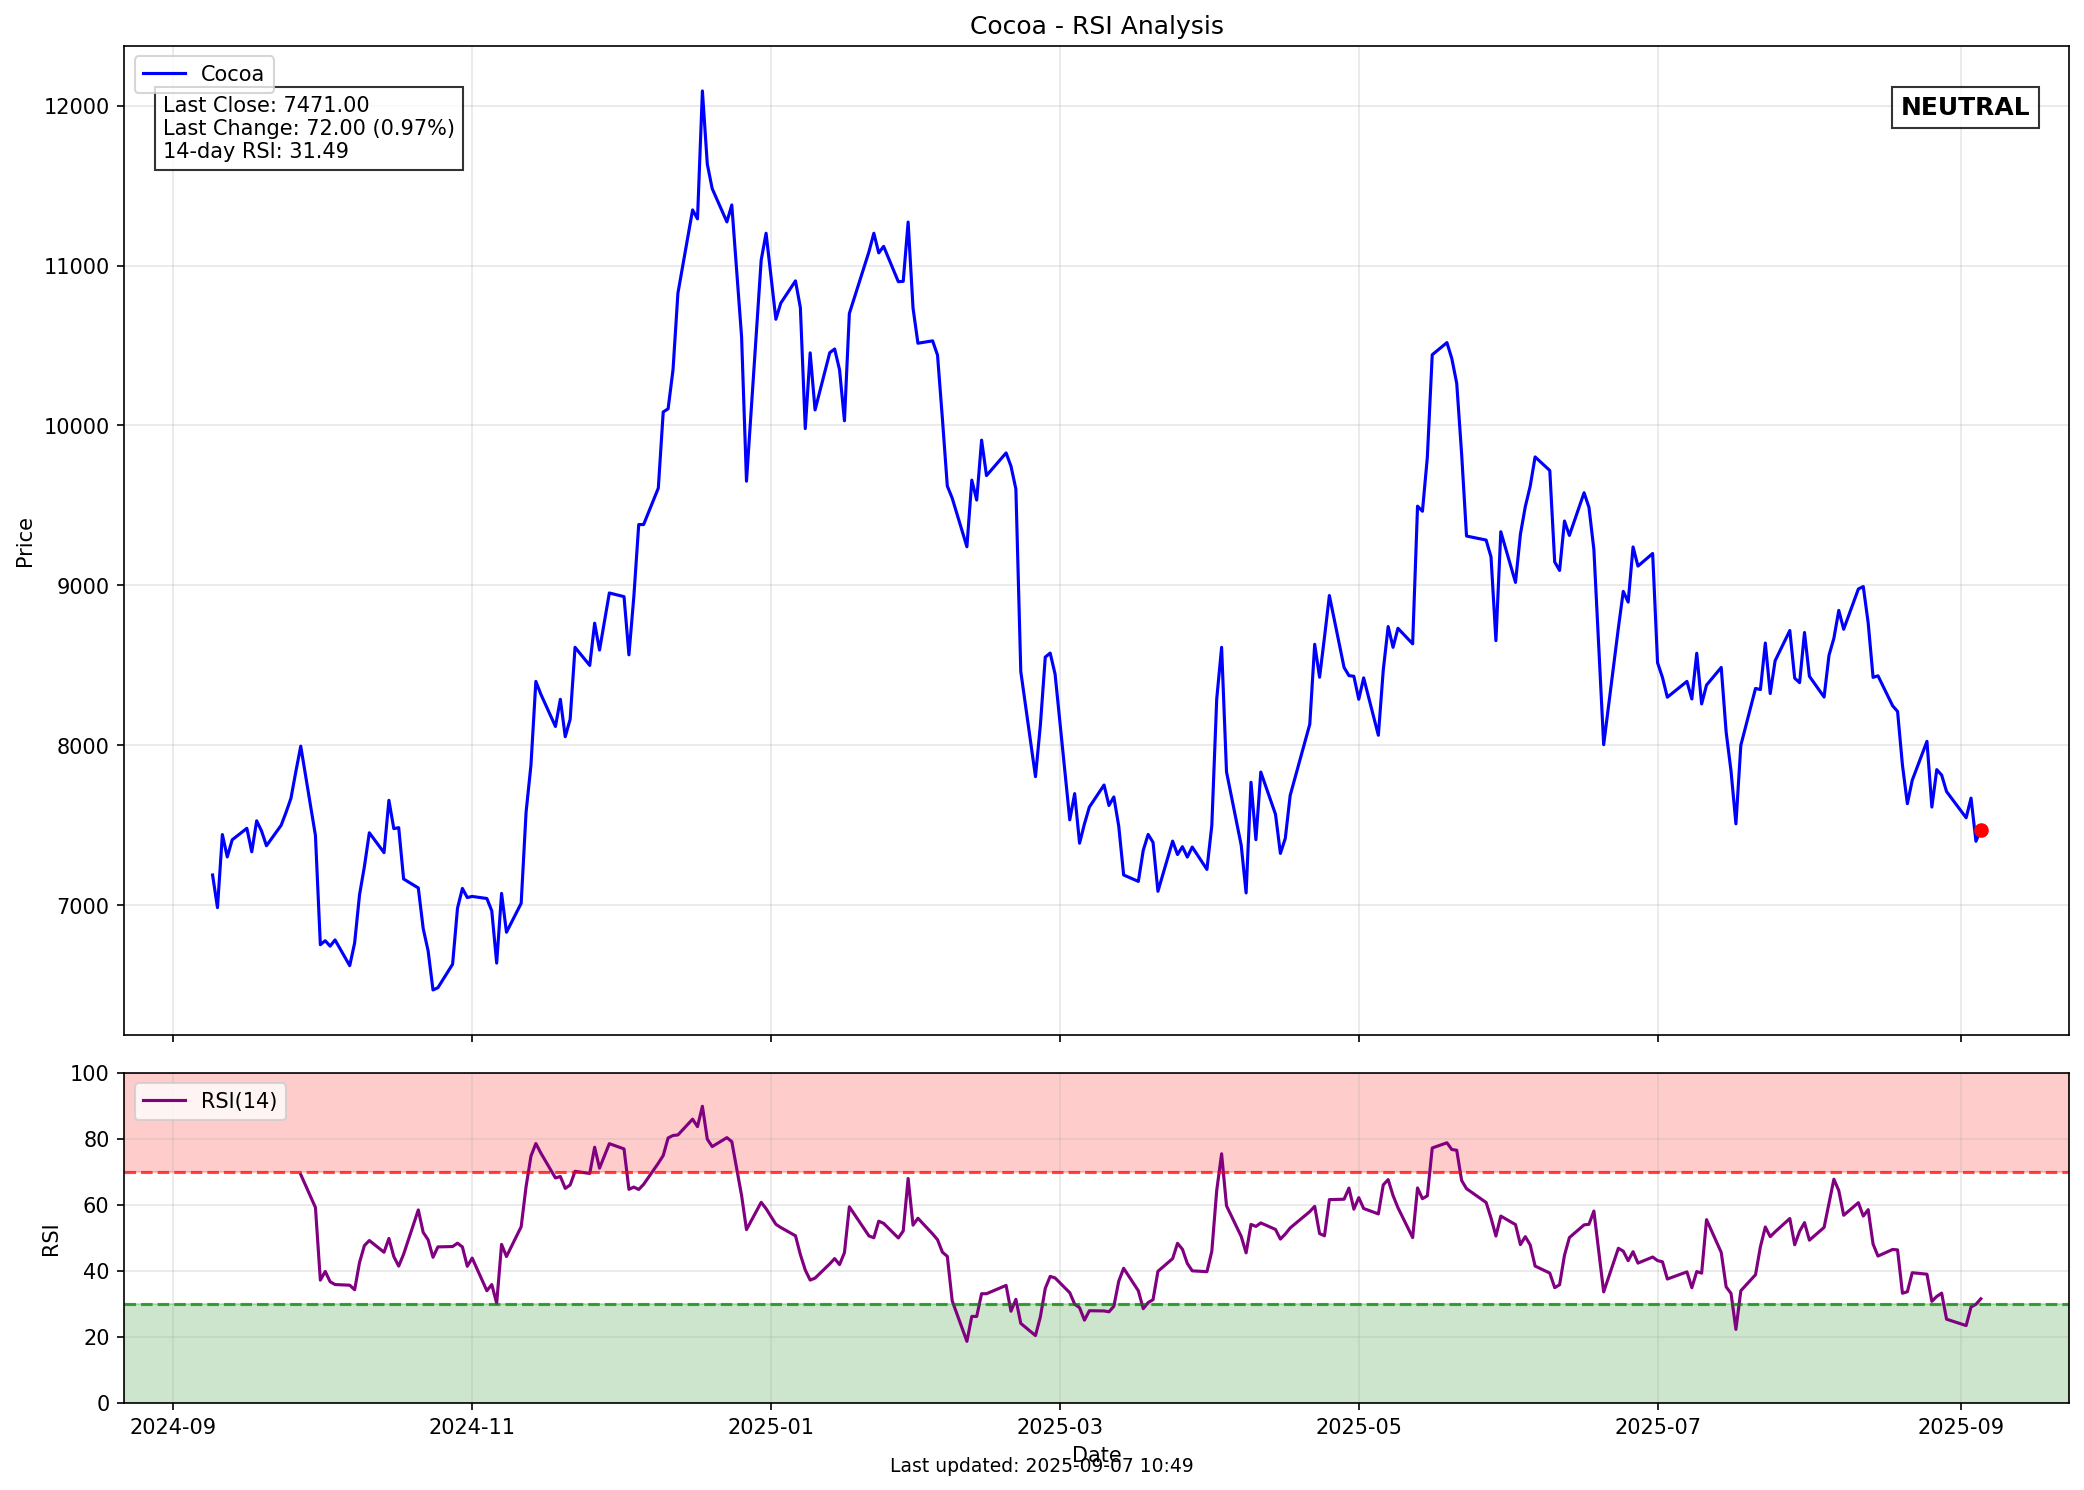 Cocoa - RSI Analysis
Cocoa
Last Close: 7471.00
Last Change: 72.00 (0.97%)
14-day RSI: 31.49
NEUTRAL
12000
11000
10000
9000
8000
7000
Price
RSI(14)
100
80
60
40
20
0
RSI
2024-09
2024-11
2025-01
2025-03
2025-05
2025-07
2025-09
Date
Last updated: 2025-09-07 10:49